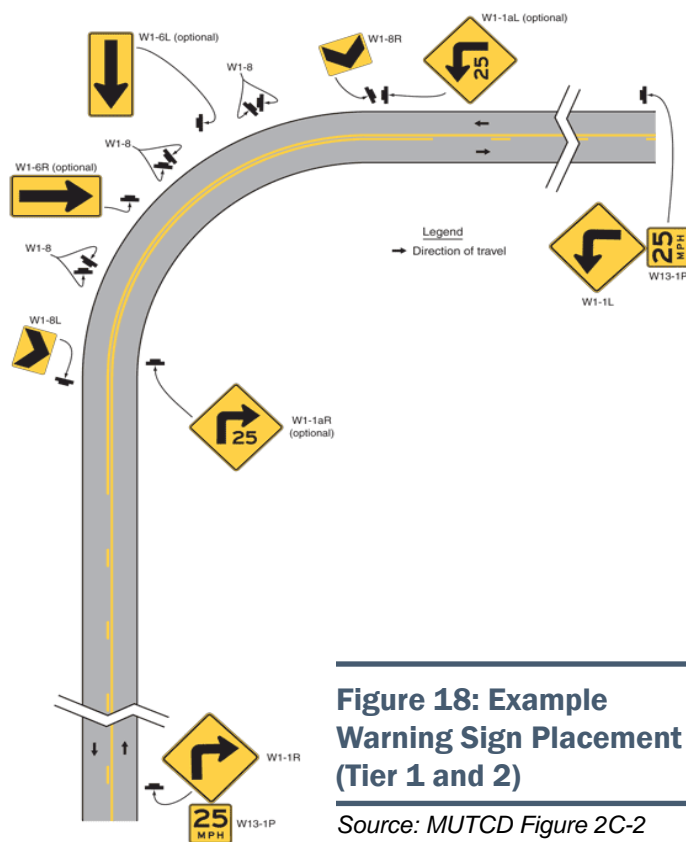 W1-6L (optional)
W1-8R
W1-1aL (optional)
25
W1-8
W1-8
W1-6R (optional)
W1-8
W1-8L
Legend
Direction of travel
25
MPH
W13-1P
W1-1L
25
W1-1aR
(optional)
W1-1R
25
MPH
W13-1P
Figure 18: Example
Warning Sign Placement
(Tier 1 and 2)
Source: MUTCD Figure 2C-2